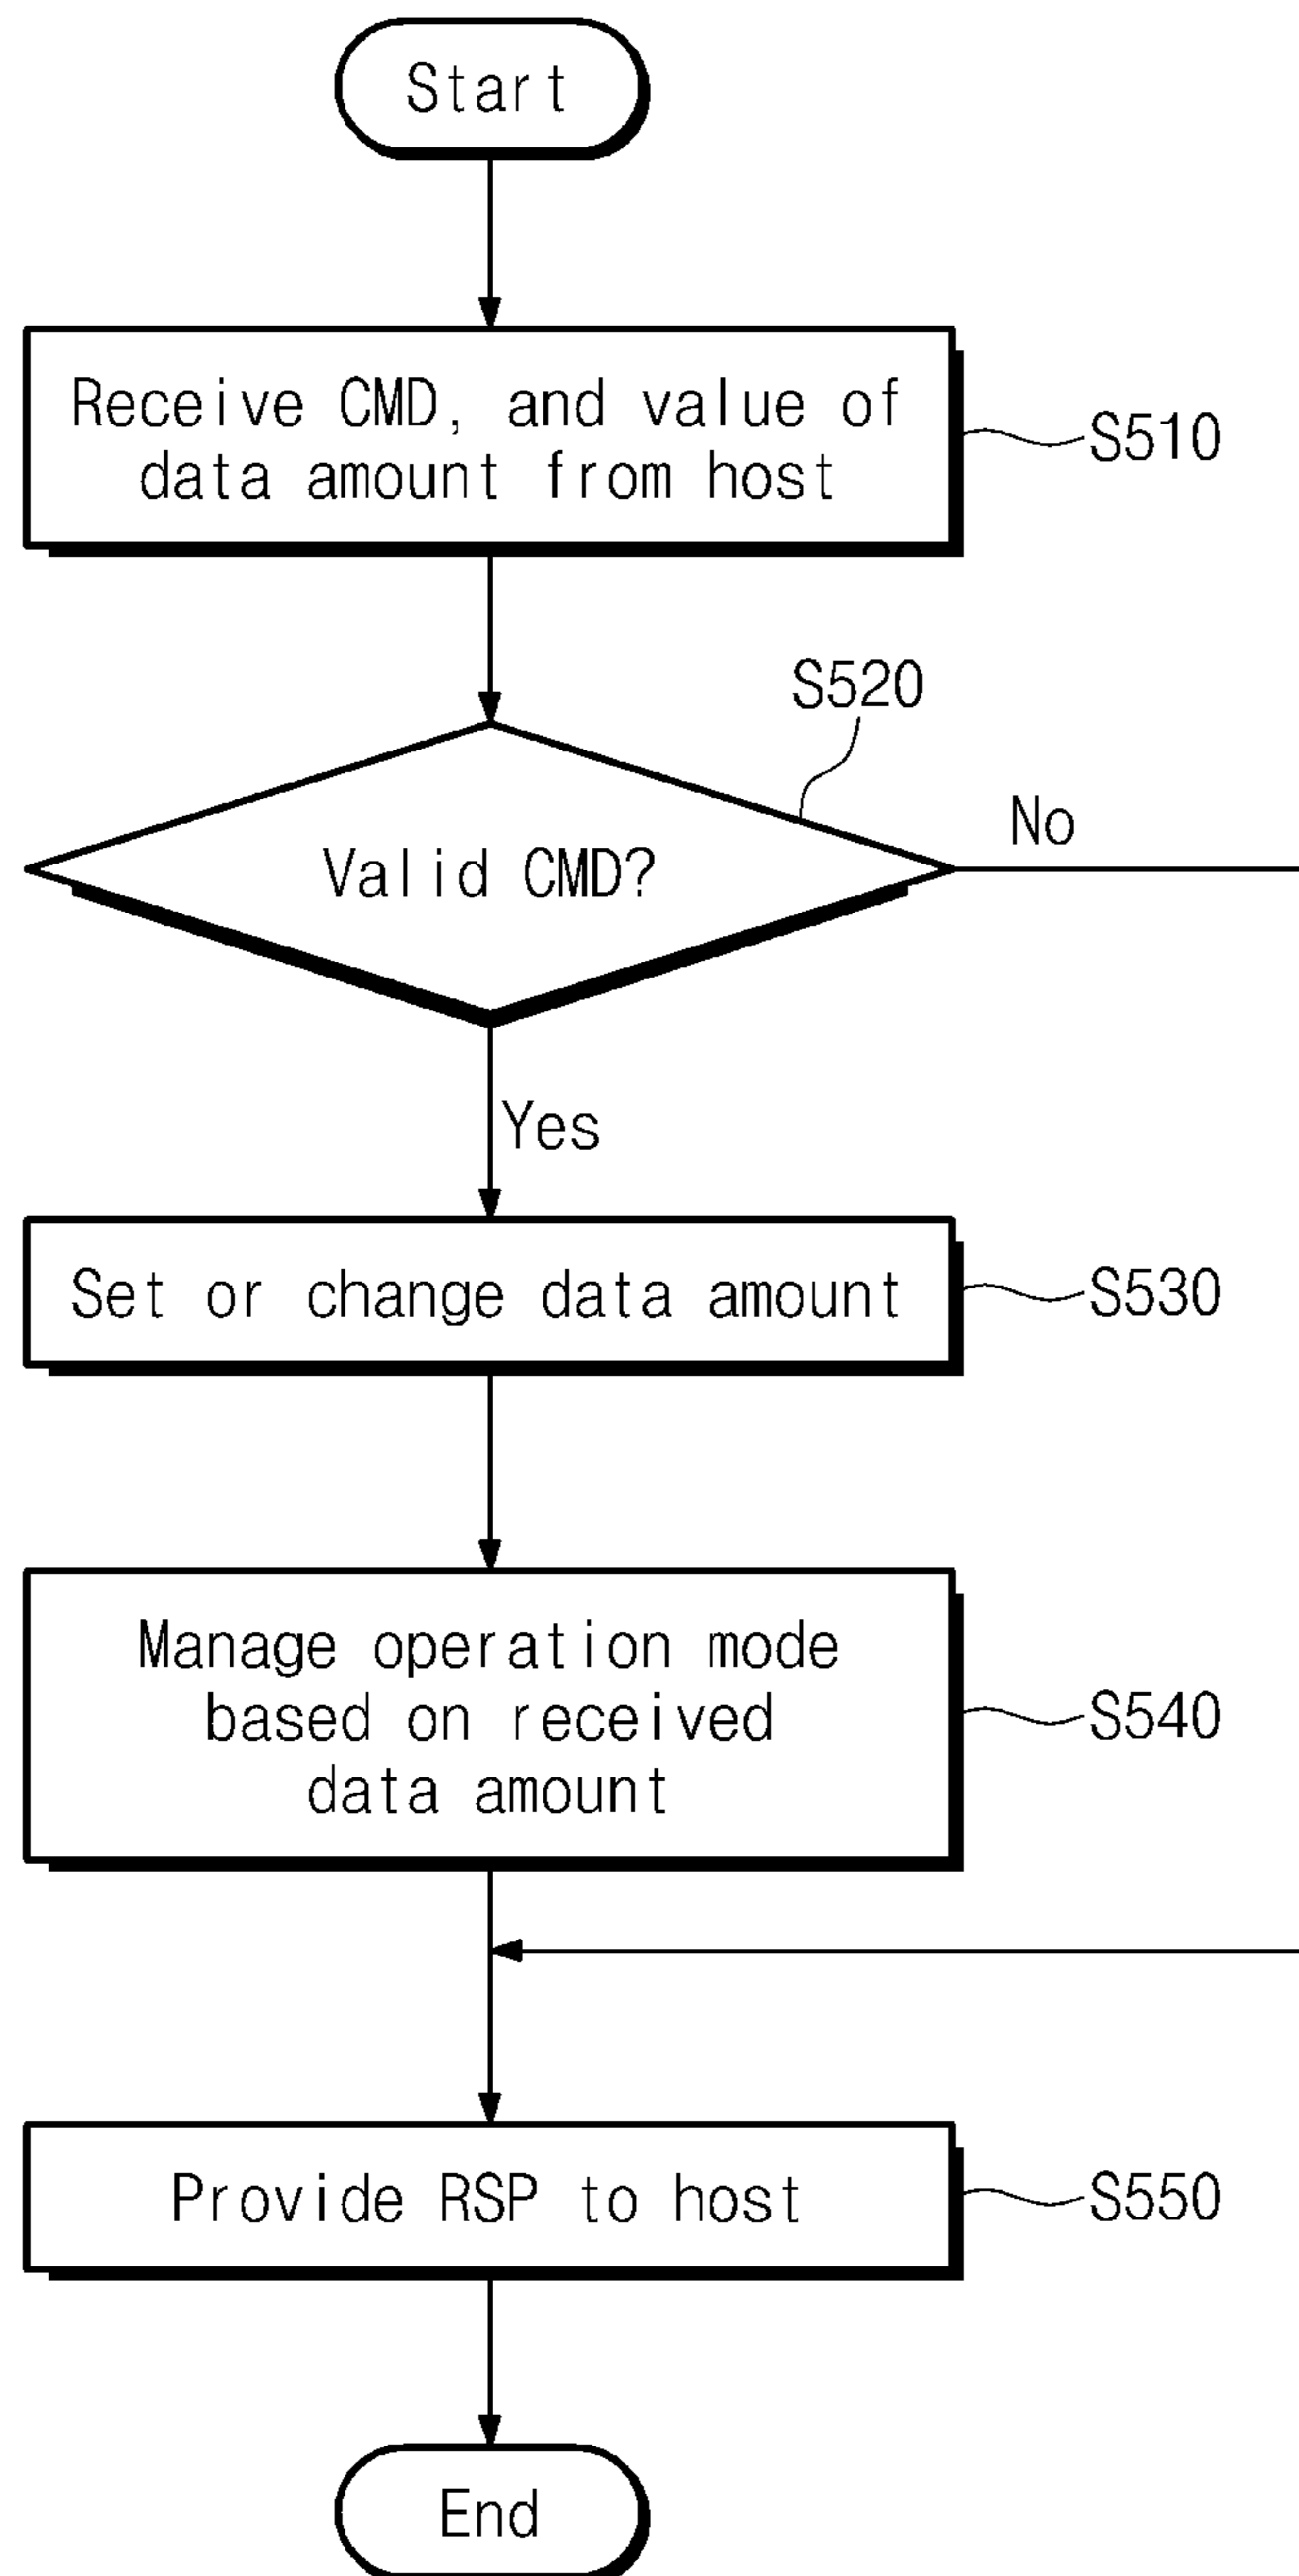 Start
Receive CMD, and value of
data amount from host
S510
S520
Valid CMD?
No
Yes
Set or change data amount
S530
Manage operation mode
based on received
data amount
S540
Provide RSP to host
S550
End